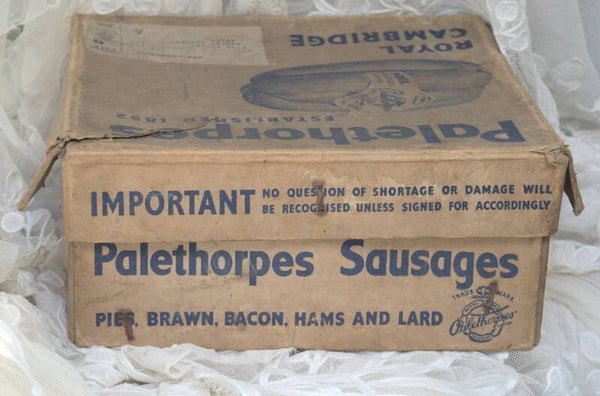 ROYAL
CAMBRIDGE
ESTABLISHED 1852
Palethorpes
IMPORTANT NO QUESTION OF SHORTAGE OR DAMAGE WILL
BE RECOGNISED UNLESS SIGNED FOR ACCORDINGLY
Palethorpes Sausages
PIES, BRAWN, BACON, HAMS AND LARD
TRADE MARK
Palethorpes'